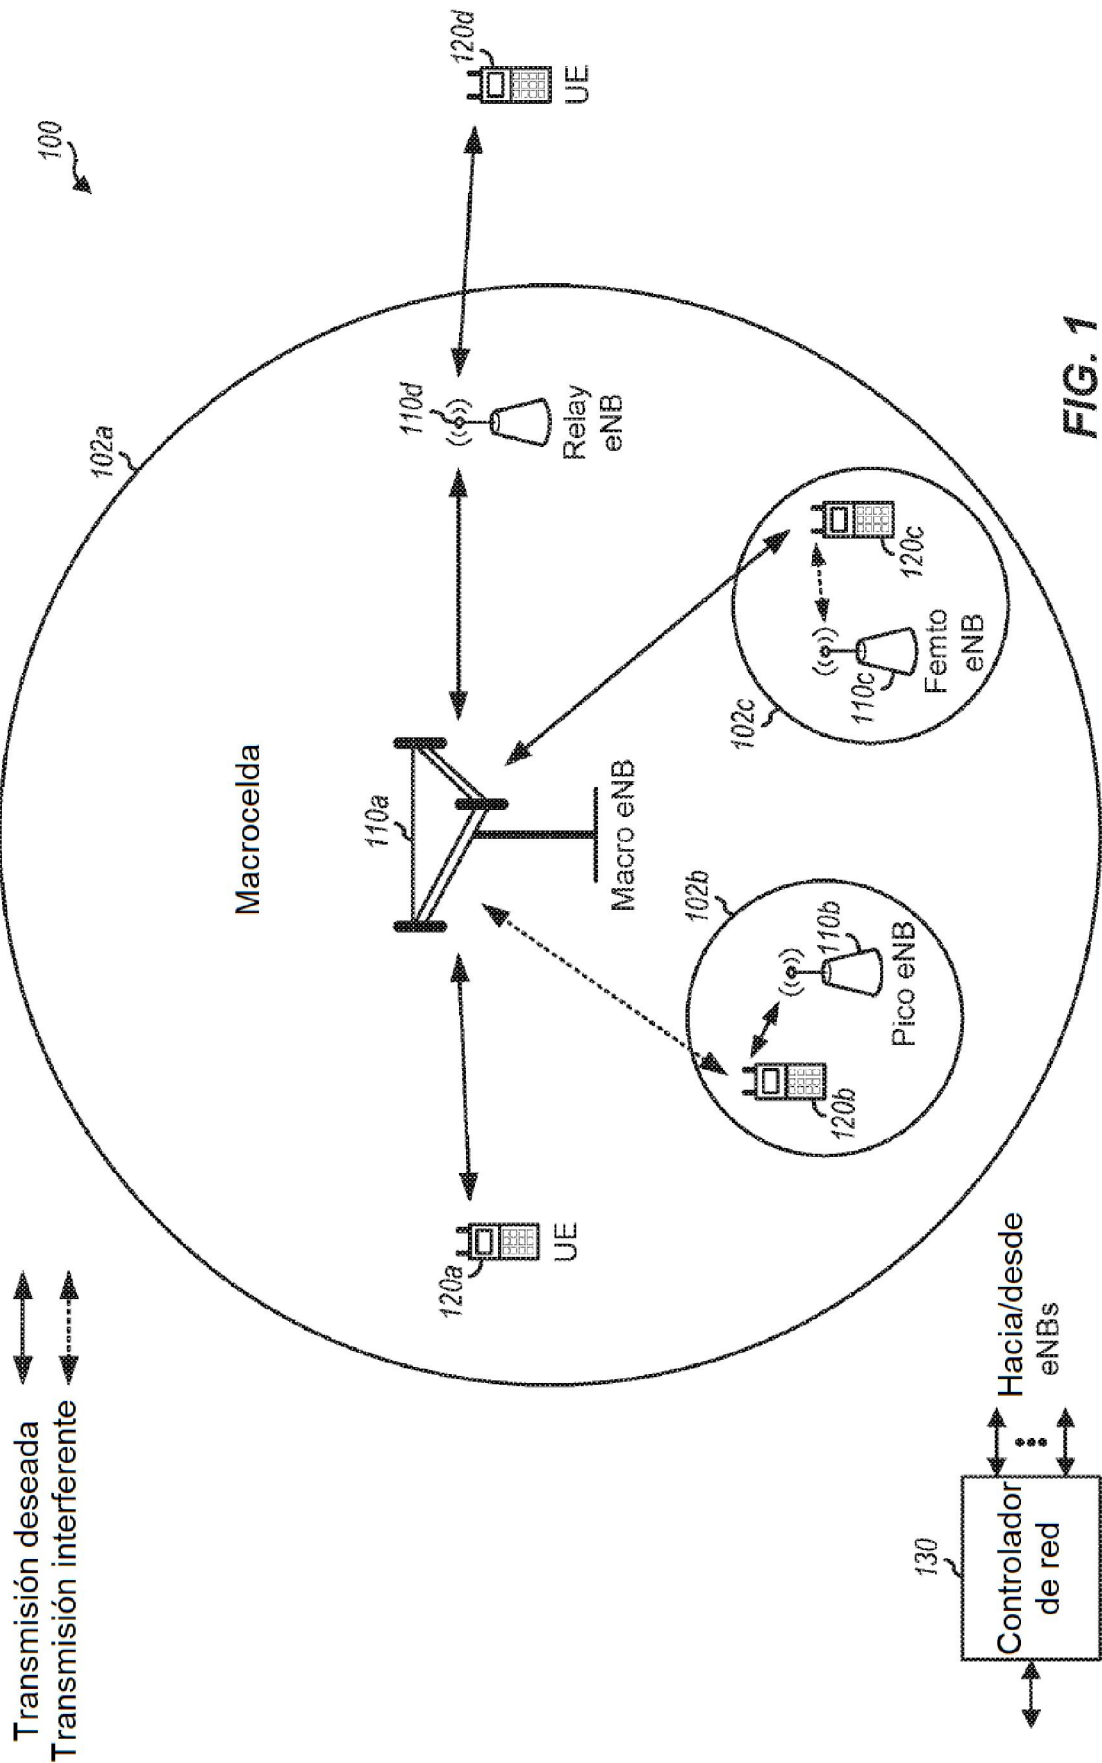 Transmisión deseada
Transmisión interferente
100
102a
Macrocelda
110a
110d
120d
UE
Relay
eNB
120a
UE
Macro eNB
102b
110b
Pico eNB
120b
102c
110c
Femto
eNB
120c
130
Controlador
de red
Hacia/desde
eNBs
FIG. 1